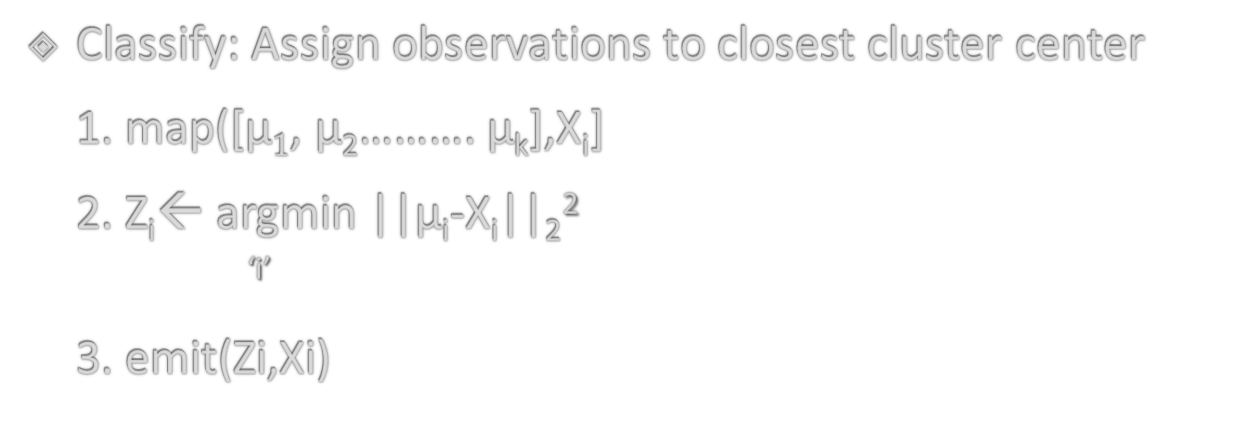 Classify: Assign observations to closest cluster center
1. map([μ₁, μ₂.......... μₖ],Xᵢ]
2. Zᵢ← argmin ||μᵢ-Xᵢ||₂²
‘i’
3. emit(Zi,Xi)